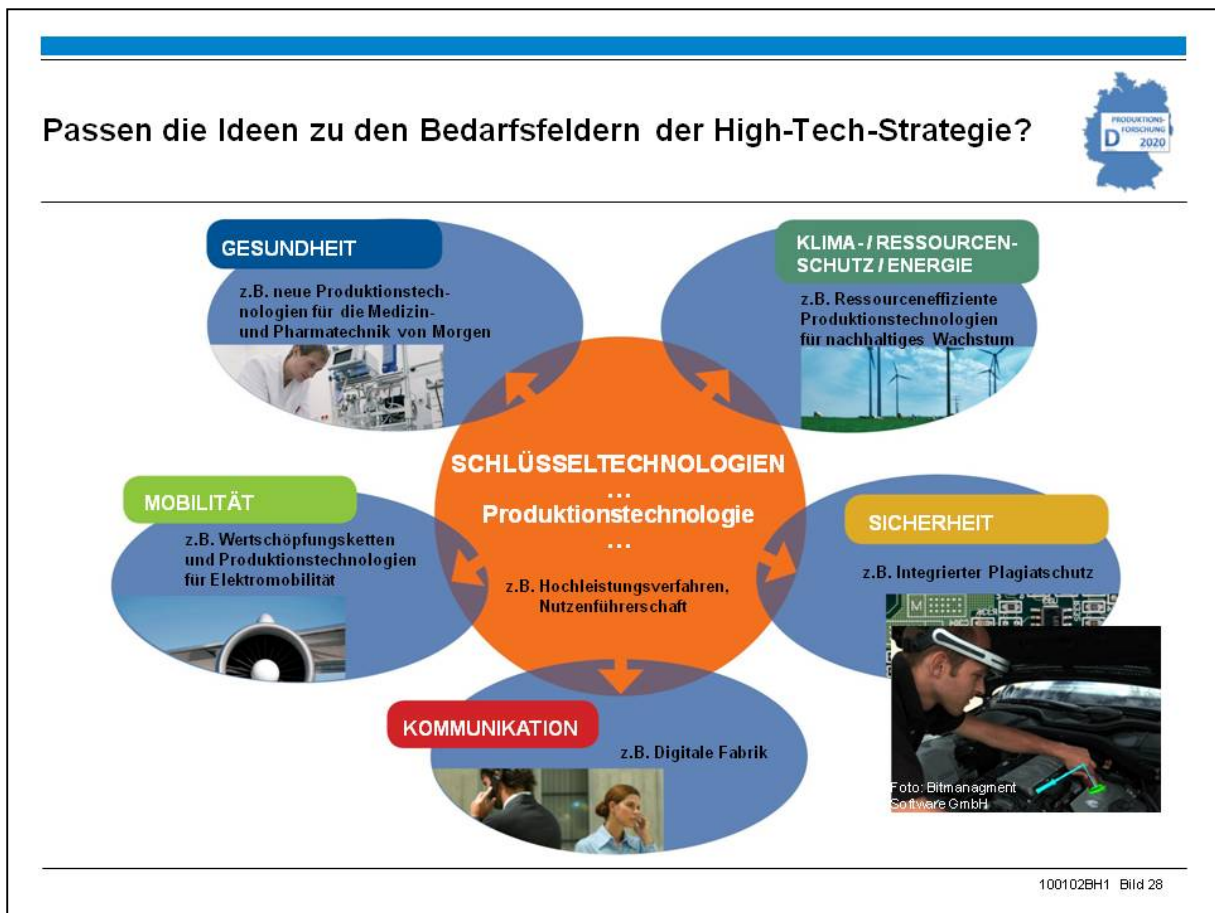 Passen die Ideen zu den Bedarfsfeldern der High-Tech-Strategie?
PRODUKTIONS-
FORSCHUNG
D 2020
GESUNDHEIT
z.B. neue Produktionstech-
nologien für die Medizin-
und Pharmatechnik von Morgen
KLIMA- / RESSOURCEN-
SCHUTZ / ENERGIE
z.B. Ressourceneffiziente
Produktionstechnologien
für nachhaltiges Wachstum
SCHLÜSSELTECHNOLOGIEN
...
Produktionstechnologie
...
z.B. Hochleistungsverfahren,
Nutzenführerschaft
MOBILITÄT
z.B. Wertschöpfungsketten
und Produktionstechnologien
für Elektromobilität
SICHERHEIT
z.B. Integrierter Plagiatschutz
Foto: Bitmanagment
Software GmbH
KOMMUNIKATION
z.B. Digitale Fabrik
100102BH1 Bild 28